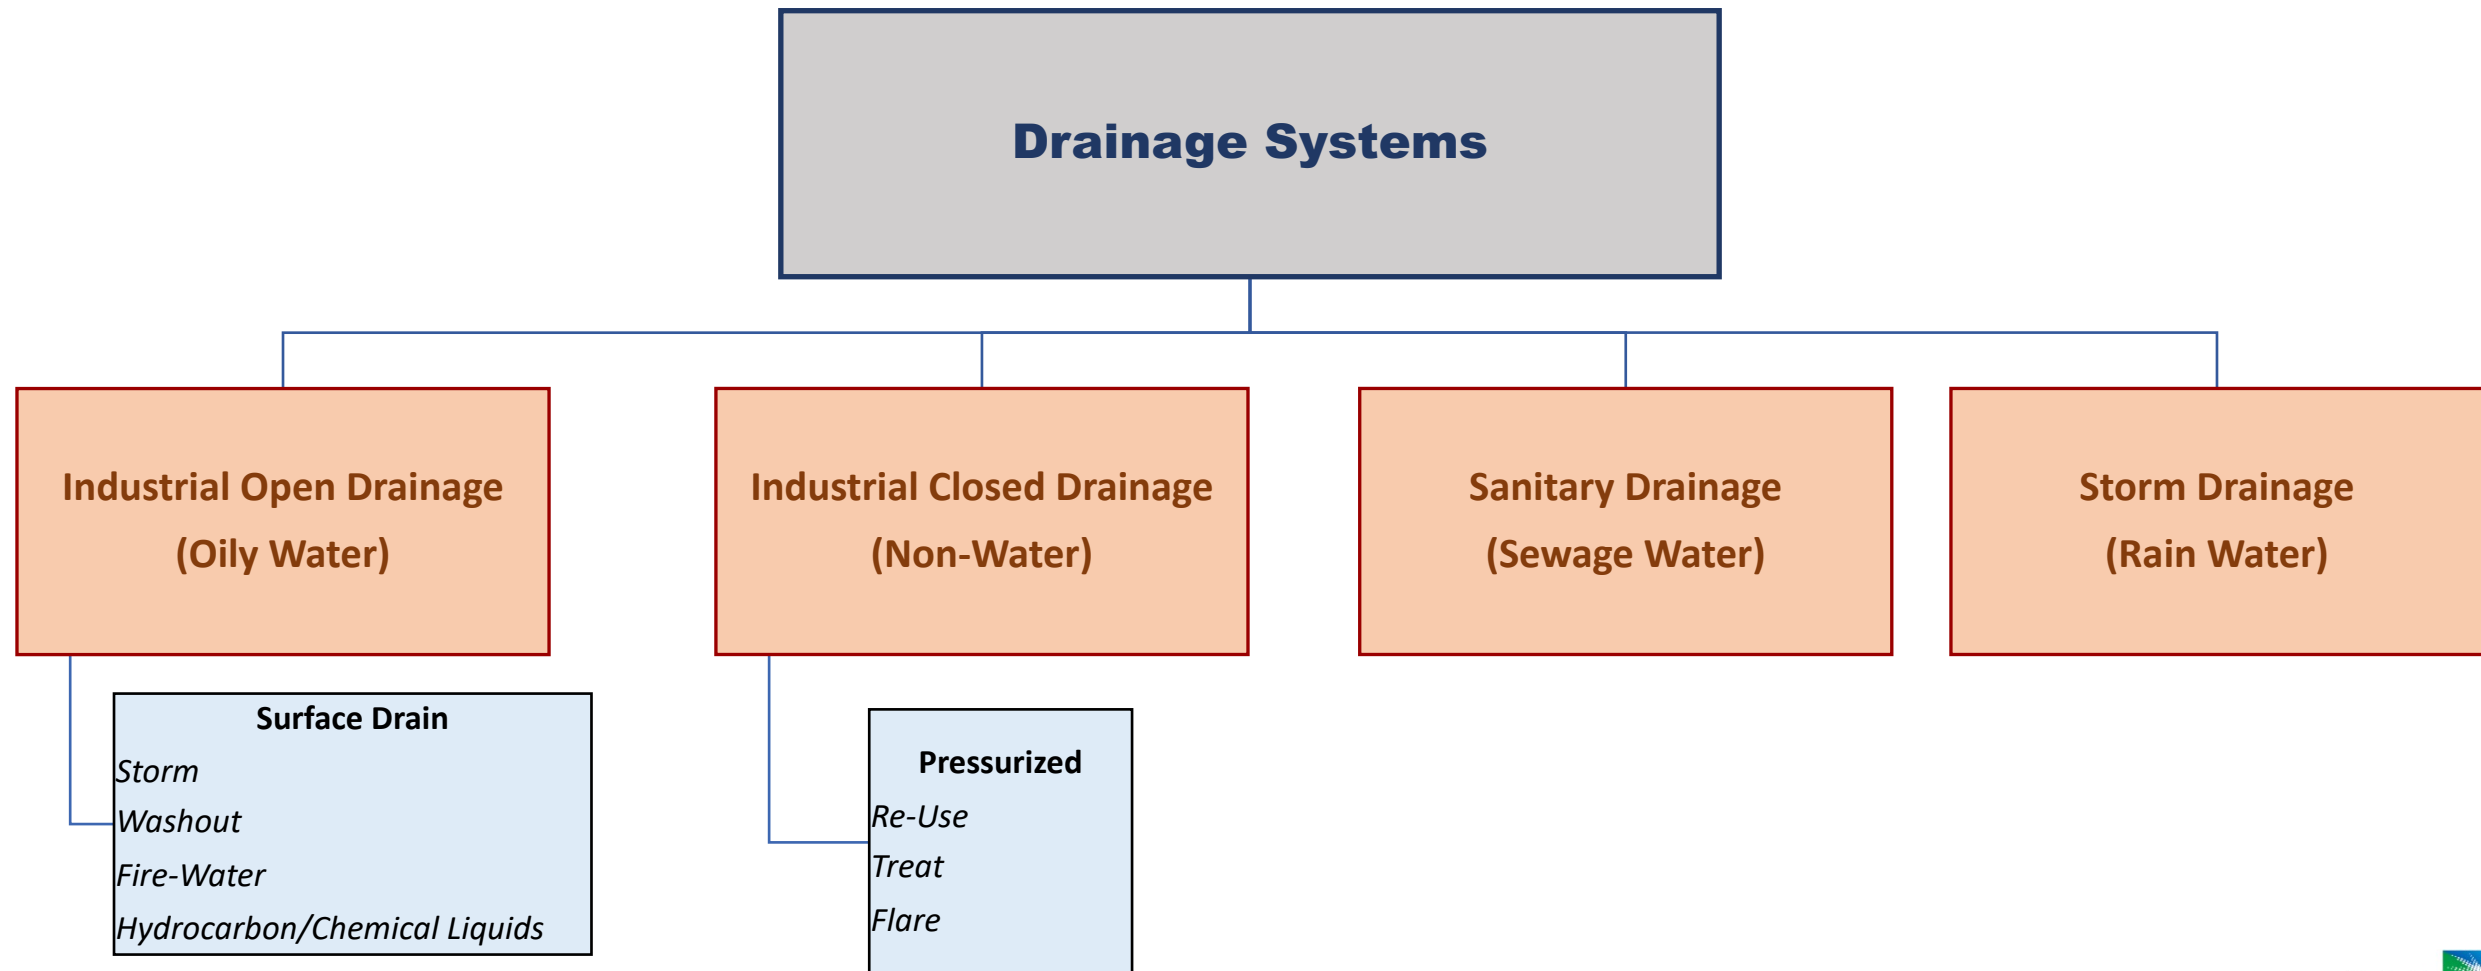 Drainage Systems
Industrial Open Drainage
(Oily Water)
Industrial Closed Drainage
(Non-Water)
Sanitary Drainage
(Sewage Water)
Storm Drainage
(Rain Water)
Surface Drain
Storm
Washout
Fire-Water
Hydrocarbon/Chemical Liquids
Pressurized
Re-Use
Treat
Flare